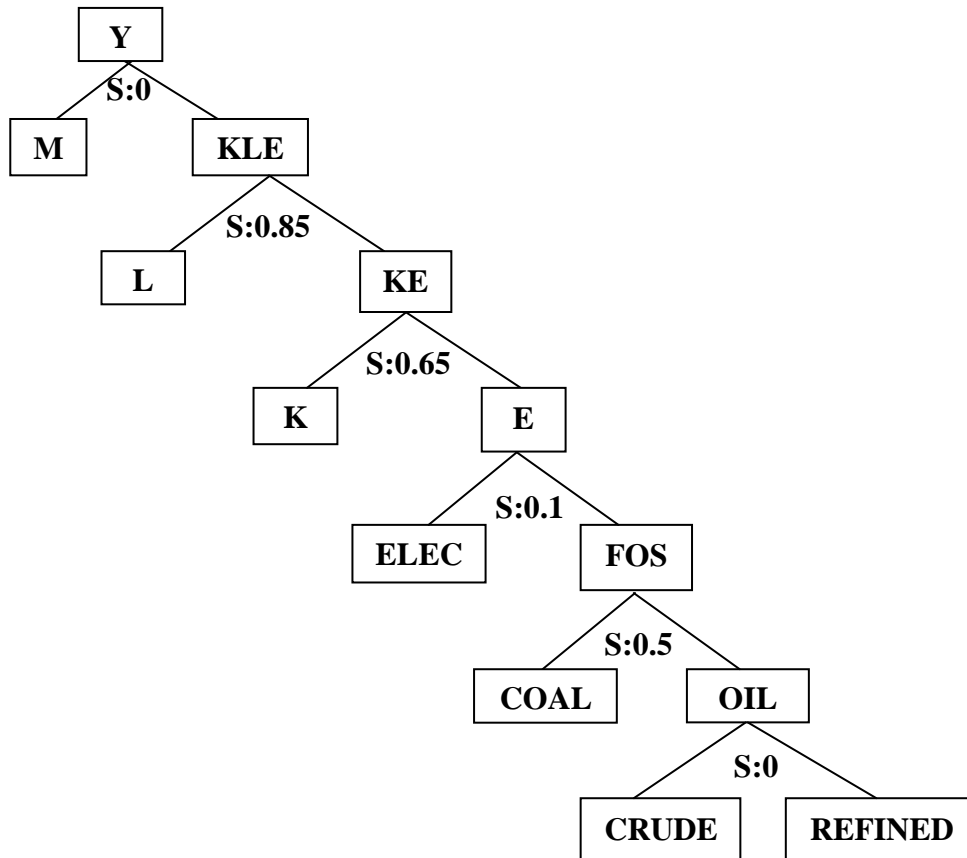 Y
S:0
M KLE
S:0.85
L KE
S:0.65
K E
S:0.1
ELEC FOS
S:0.5
COAL OIL
S:0
CRUDE REFINED